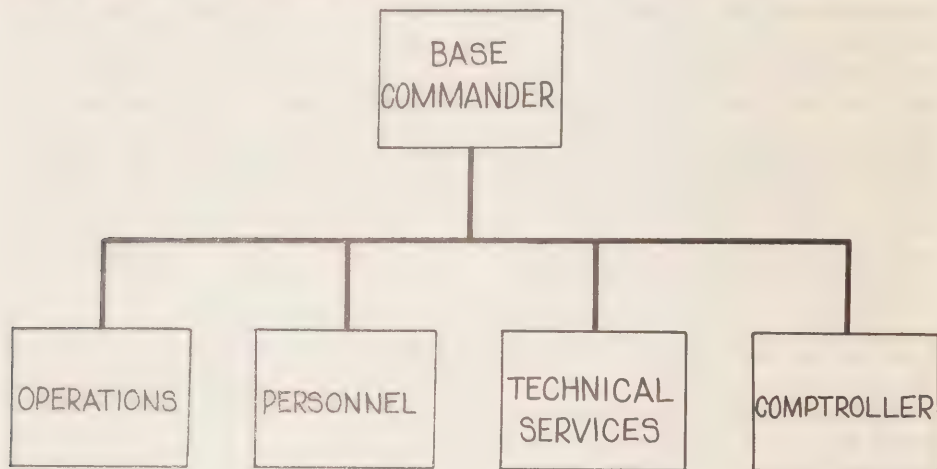 BASE
COMMANDER
OPERATIONS
PERSONNEL
TECHNICAL
SERVICES
COMPTROLLER